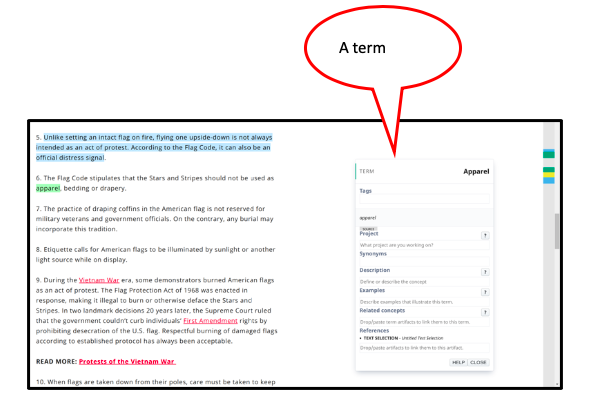 A term
5. Unlike setting an intact flag on fire, flying one upside-down is not always
intended as an act of protest. According to the Flag Code, it can also be an
official distress signal.
6. The Flag Code stipulates that the Stars and Stripes should not be used as
apparel, bedding or drapery.
7. The practice of draping coffins in the American flag is not reserved for
military veterans and government officials. On the contrary, any burial may
incorporate this tradition.
8. Etiquette calls for American flags to be illuminated by sunlight or another
light source while on display.
9. During the Vietnam War era, some demonstrators burned American flags
as an act of protest. The Flag Protection Act of 1968 was enacted in
response, making it illegal to burn or otherwise deface the Stars and
Stripes. In two landmark decisions 20 years later, the Supreme Court ruled
that the government couldn't curb individuals' First Amendment rights by
prohibiting desecration of the U.S. flag. Respectful burning of damaged flags
according to established protocol has always been acceptable.
READ MORE: Protests of the Vietnam War
10. When flags are taken down from their poles, care must be taken to keep
TERM Apparel
Tags
apparel
Project ?
What project are you working on?
Synonyms
Description ?
Define or describe the concept
Examples ?
Describe examples that illustrate this term.
Related concepts ?
Drag/paste term artifacts to link them to this term.
References
• TEXT SELECTION - Untitled Text Selection
Drag/paste artifacts to link them to this artifact.
HELP CLOSE